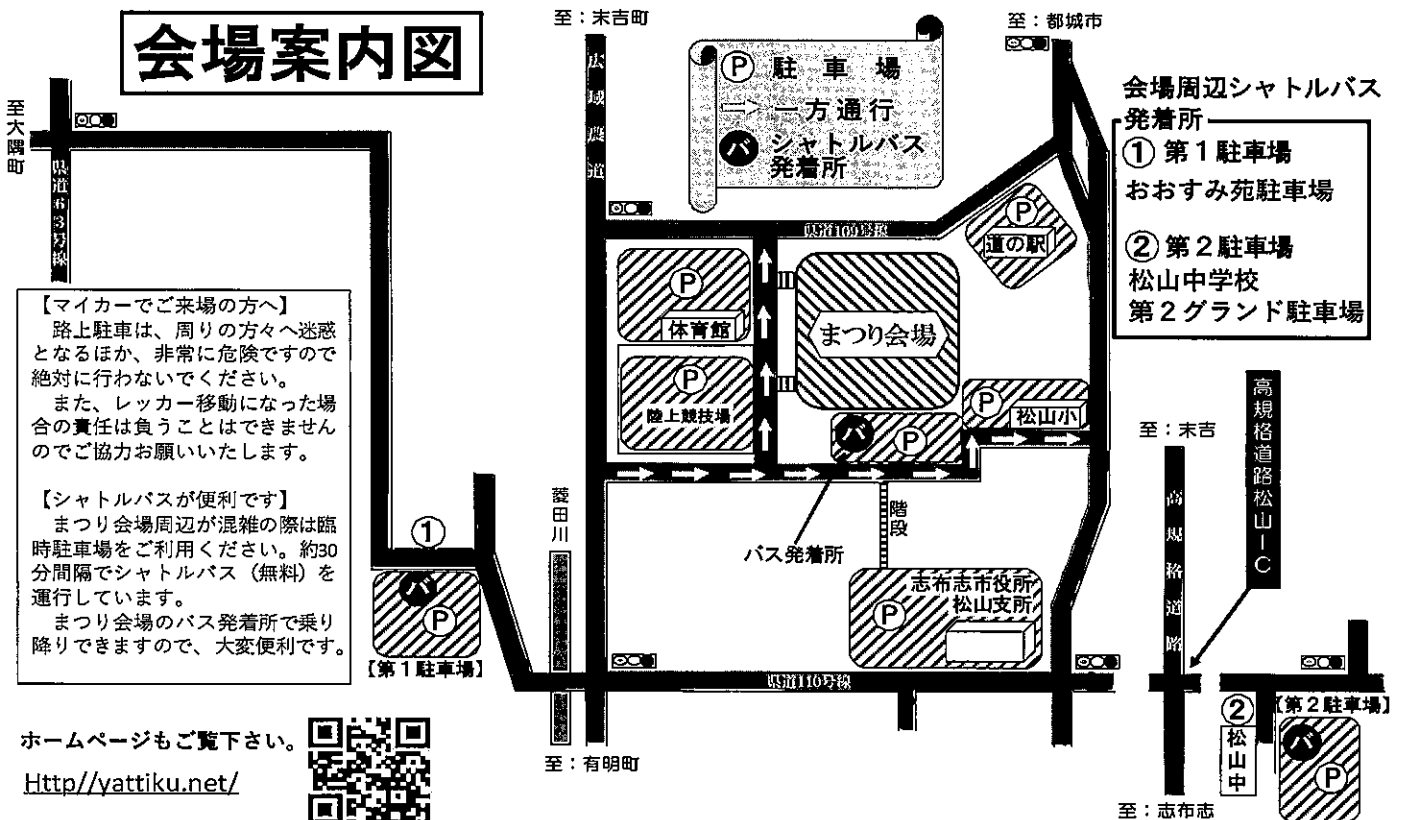 会場案内図
至：末吉町
至：都城市
至大隅町
県道63号線
広域農道
Ⓟ 駐車場
⇨ 一方通行
バ シャトルバス
発着所
会場周辺シャトルバス
発着所
① 第１駐車場
おおすみ苑駐車場
② 第２駐車場
松山中学校
第２グランド駐車場
県道109号線
P
道の駅
P
体育館
まつり会場
P
陸上競技場
P
松山小
バ
P
【マイカーでご来場の方へ】
路上駐車は、周りの方々へ迷惑
となるほか、非常に危険ですので
絶対に行わないでください。
また、レッカー移動になった場
合の責任は負うことはできません
のでご協力お願いいたします。
【シャトルバスが便利です】
まつり会場周辺が混雑の際は臨
時駐車場をご利用ください。約30
分間隔でシャトルバス（無料）を
運行しています。
まつり会場のバス発着所で乗り
降りできますので、大変便利です。
①
バ
P
【第１駐車場】
菱田川
バス発着所
階段
志布志市役所
松山支所
P
県道110号線
至：末吉
高規格道路
高規格道路松山ＩＣ
②
松山中
【第２駐車場】
バ
P
至：有明町
至：志布志
ホームページもご覧下さい。
Http//yattiku.net/